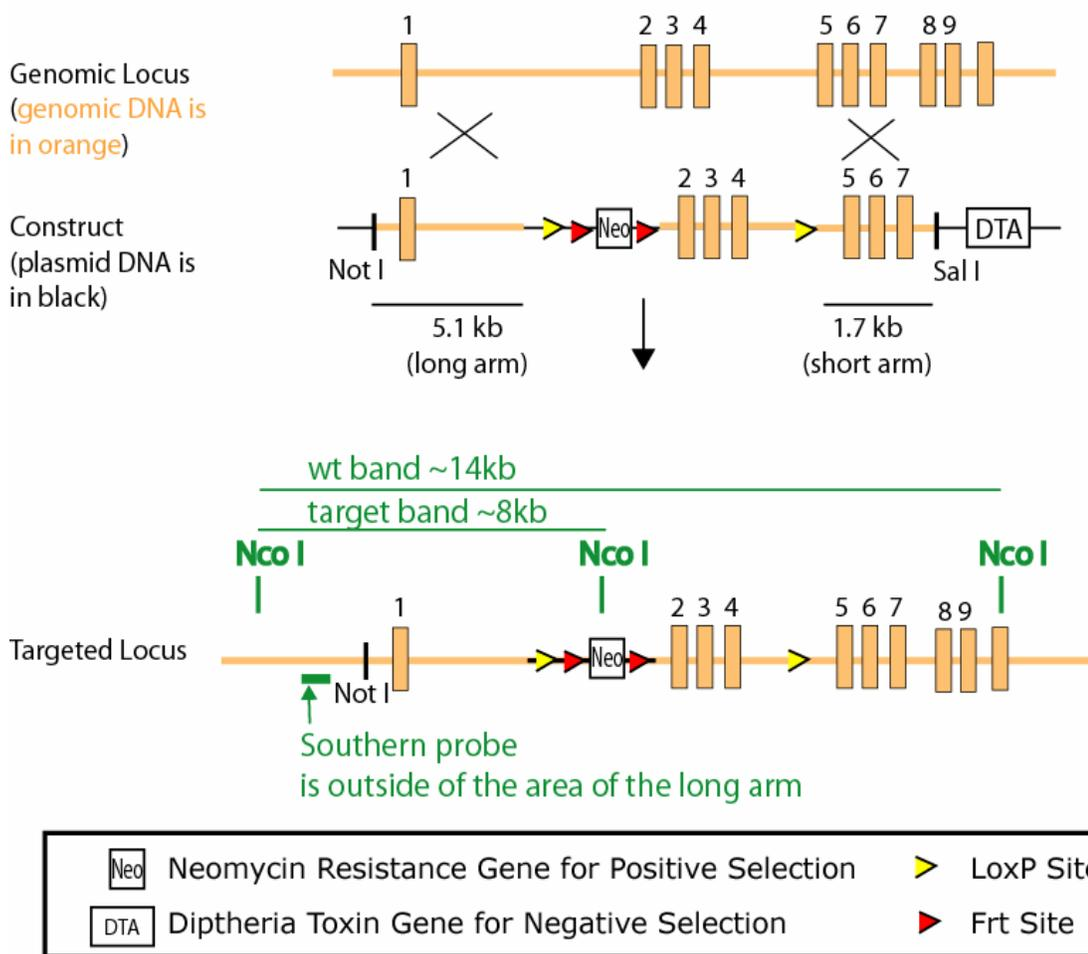 1 2 3 4 5 6 7 8 9
Genomic Locus
(genomic DNA is
in orange)
1 2 3 4 5 6 7
Construct
(plasmid DNA is
in black)
Neo
DTA
Not I
Sal I
5.1 kb
(long arm)
1.7 kb
(short arm)
wt band ~14kb
target band ~8kb
Nco I Nco I Nco I
1 2 3 4 5 6 7 8 9
Targeted Locus
Neo
Not I
Southern probe
is outside of the area of the long arm
Neo Neomycin Resistance Gene for Positive Selection
LoxP
DTA Diptheria Toxin Gene for Negative Selection
Frt Site